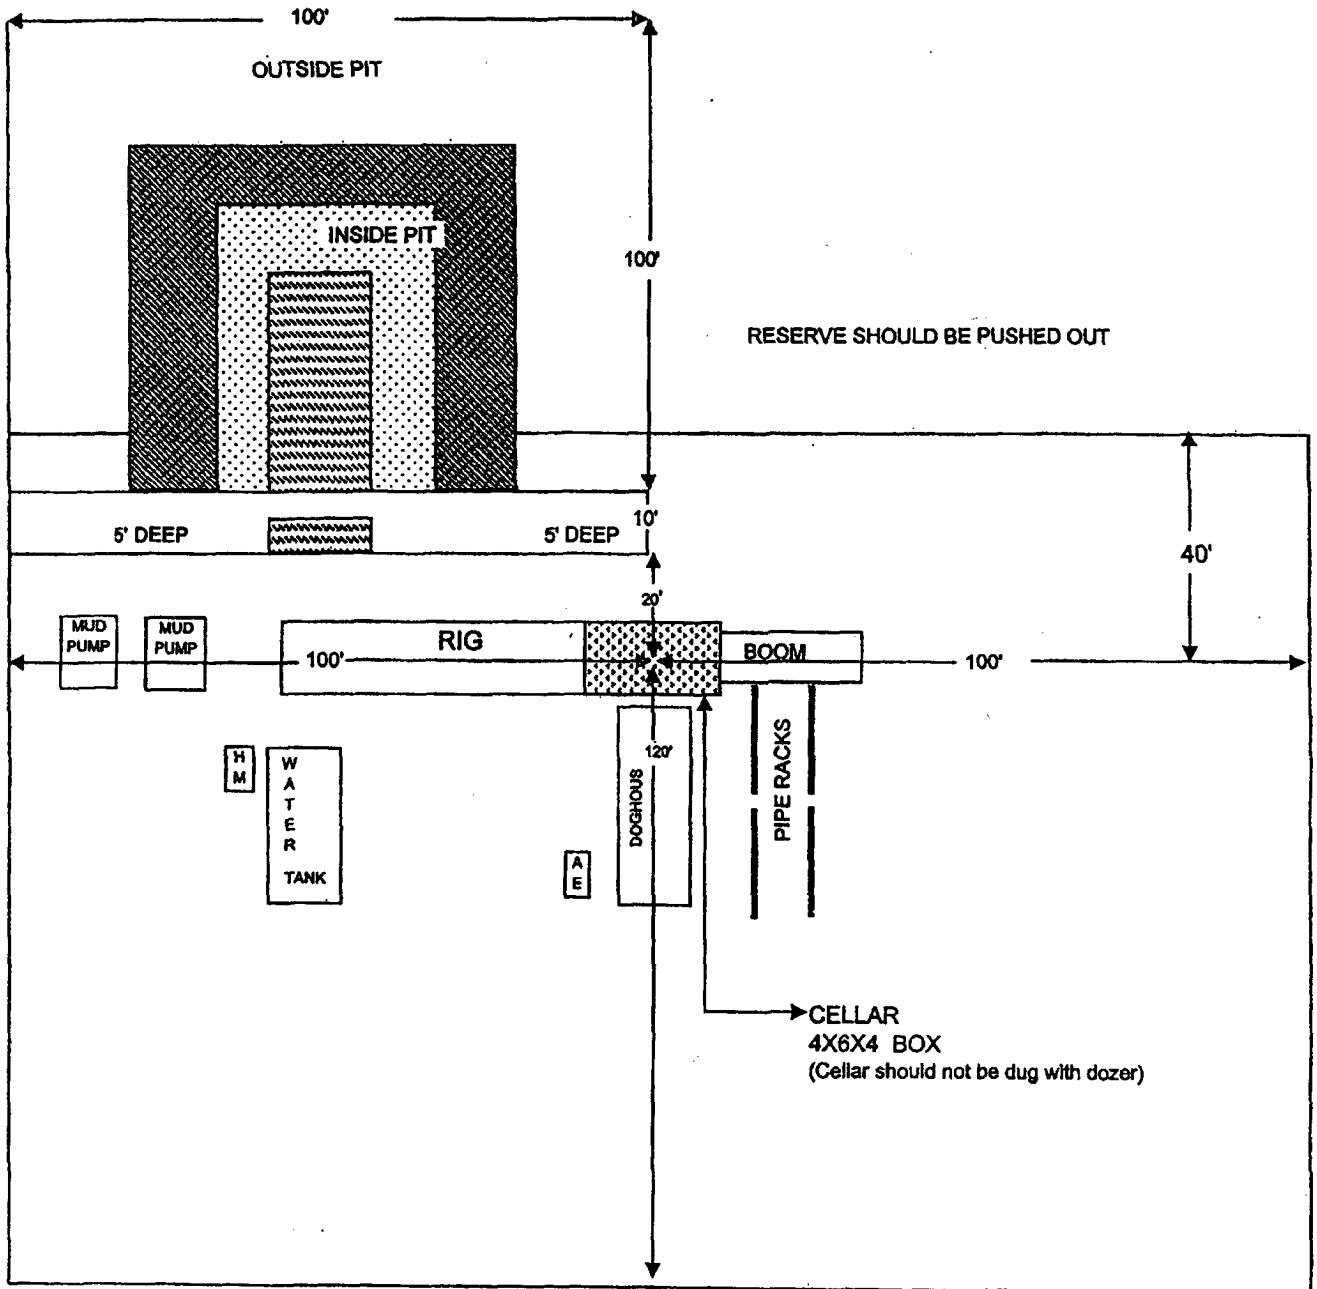 100'
OUTSIDE PIT
INSIDE PIT
100'
RESERVE SHOULD BE PUSHED OUT
10'
5' DEEP
5' DEEP
40'
20'
MUD
PUMP
MUD
PUMP
RIG
BOOM
100'
100'
H
M
W
A
T
E
R
TANK
120'
DOGHOUS
PIPE RACKS
A
E
CELLAR
4X6X4 BOX
(Cellar should not be dug with dozer)